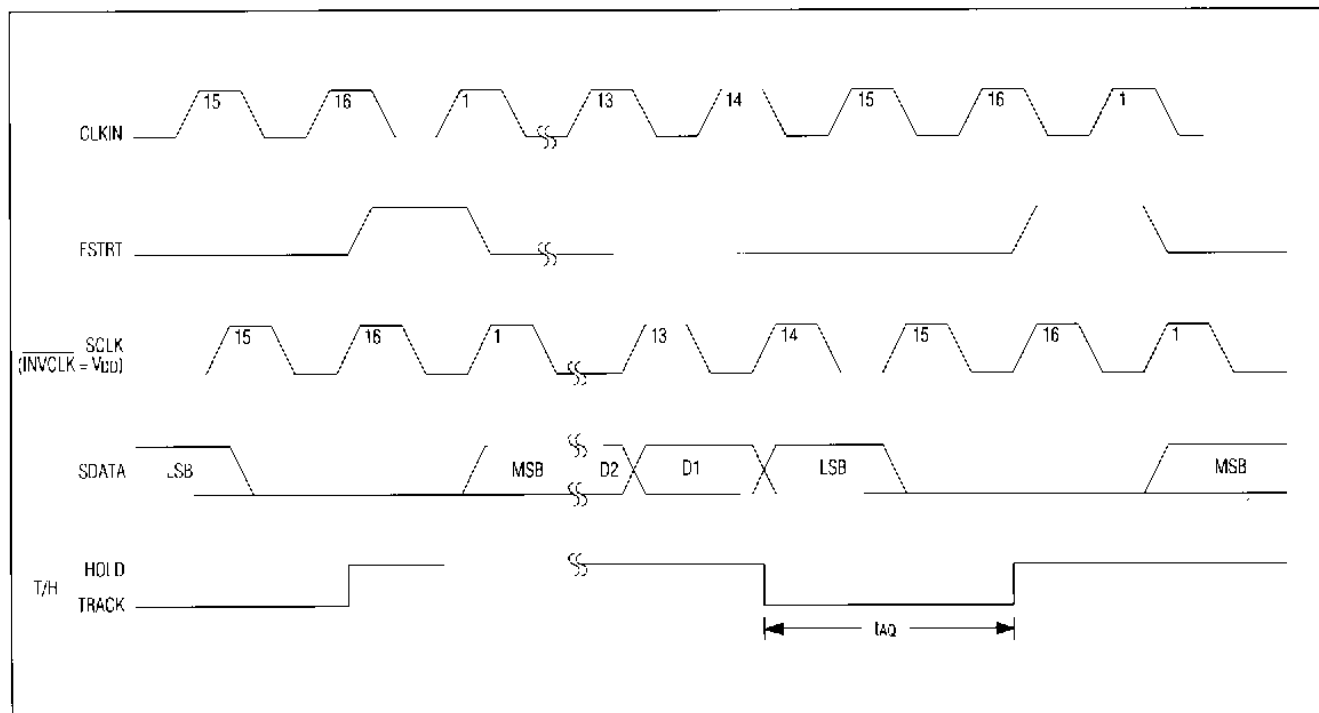 15 16 1 13 14 15 16 1
CLKIN
FSTRT
15 16 1 13 14 15 16 1
SCLK
(INVCLK = VDD)
SDATA LSB MSB D2 D1 LSB MSB
HOLD
T/H
TRACK
tAQ